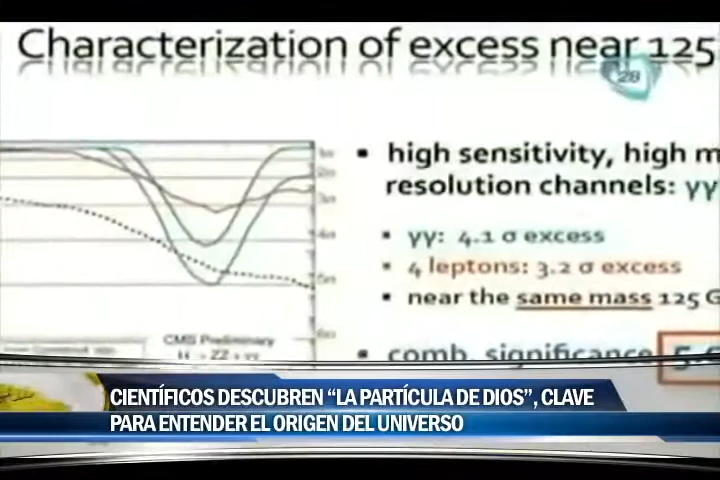 Characterization of excess near 125
28
high sensitivity, high m
resolution channels: γγ
γγ: 4.1 σ excess
4 leptons: 3.2 σ excess
near the same mass 125 G
comb. significance
CMS Preliminary
CIENTÍFICOS DESCUBREN “LA PARTÍCULA DE DIOS”, CLAVE
PARA ENTENDER EL ORIGEN DEL UNIVERSO